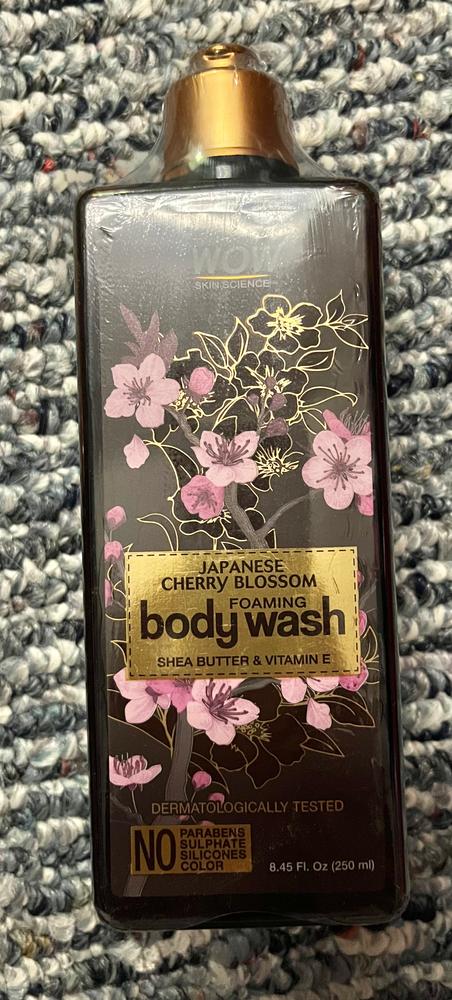 WOW
SKIN SCIENCE
JAPANESE
CHERRY BLOSSOM
FOAMING
body wash
SHEA BUTTER & VITAMIN E
DERMATOLOGICALLY TESTED
NO PARABENS
SULPHATE
SILICONES
COLOR
8.45 Fl. Oz (250 ml)